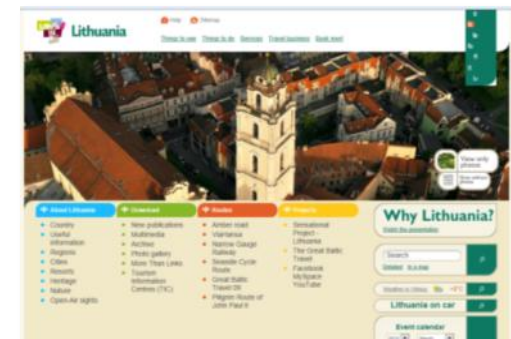 Lithuania
Help
Sitemap
Things to see Things to do Services Travel business Book now!
View only photos
Why Lithuania?
About Lithuania
Country
Useful information
Regions
Cities
Resorts
Heritage
Nature
Open-Air sights
Download
New publications
Multimedia
Archive
Photo gallery
More Than Links
Tourism Information Centres (TIC)
Routes
Amber road
Via Hansa
Narrow Gauge Railway
Seaside Cycle Route
Great Baltic Travel 09
Pilgrim Route of John Paul II
Projects
Sensational Project - Lithuania
The Great Baltic Travel
Facebook
MySpace
YouTube
Search
Lithuania on car
Event calendar